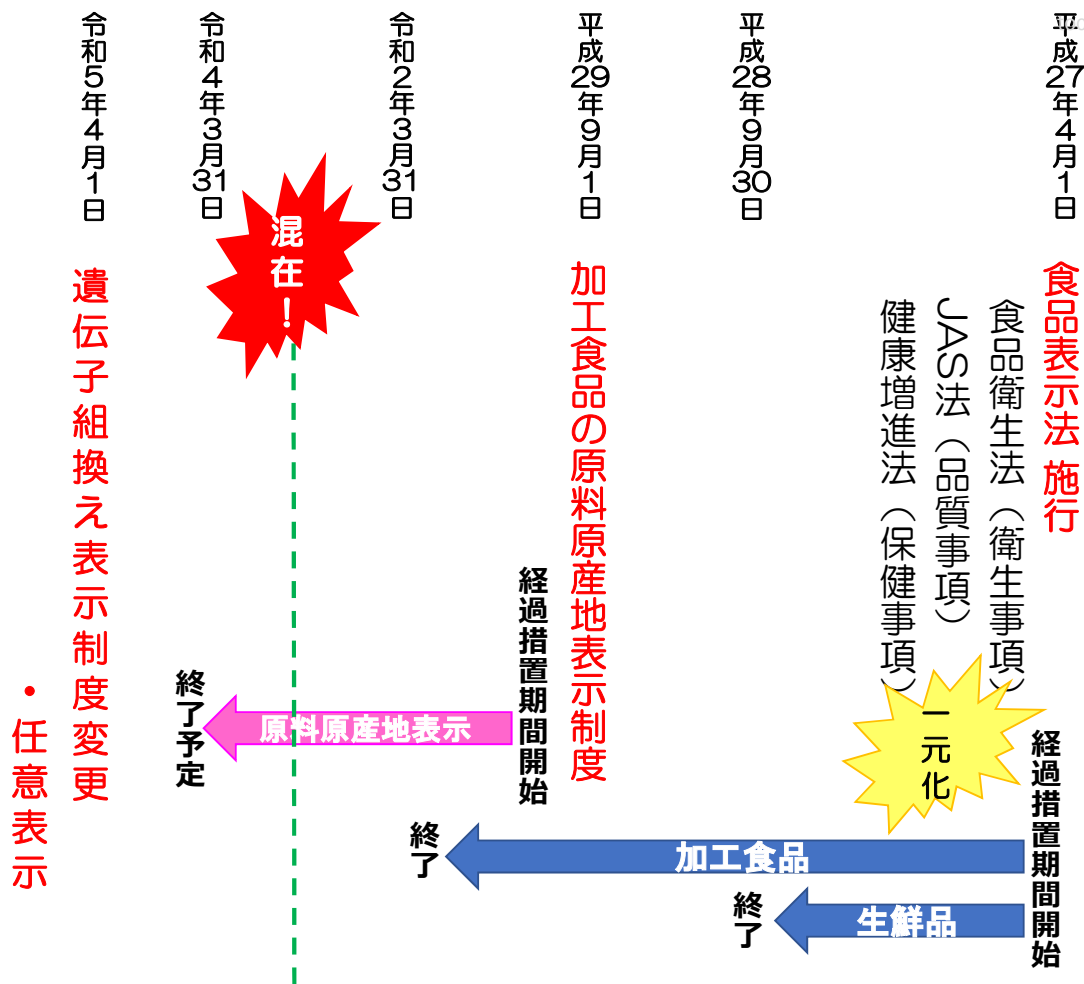 平成27年4月1日
食品表示法 施行
食品衛生法（衛生事項）
JAS法（品質事項）
健康増進法（保健事項）
一元化
経過措置期間開始
加工食品
生鮮品
平成28年9月30日
終了
平成29年9月1日
加工食品の原料原産地表示制度
経過措置期間開始
原料原産地表示
令和2年3月31日
終了
混在！
令和4年3月31日
終了予定
令和5年4月1日
遺伝子組換え表示制度変更
・任意表示